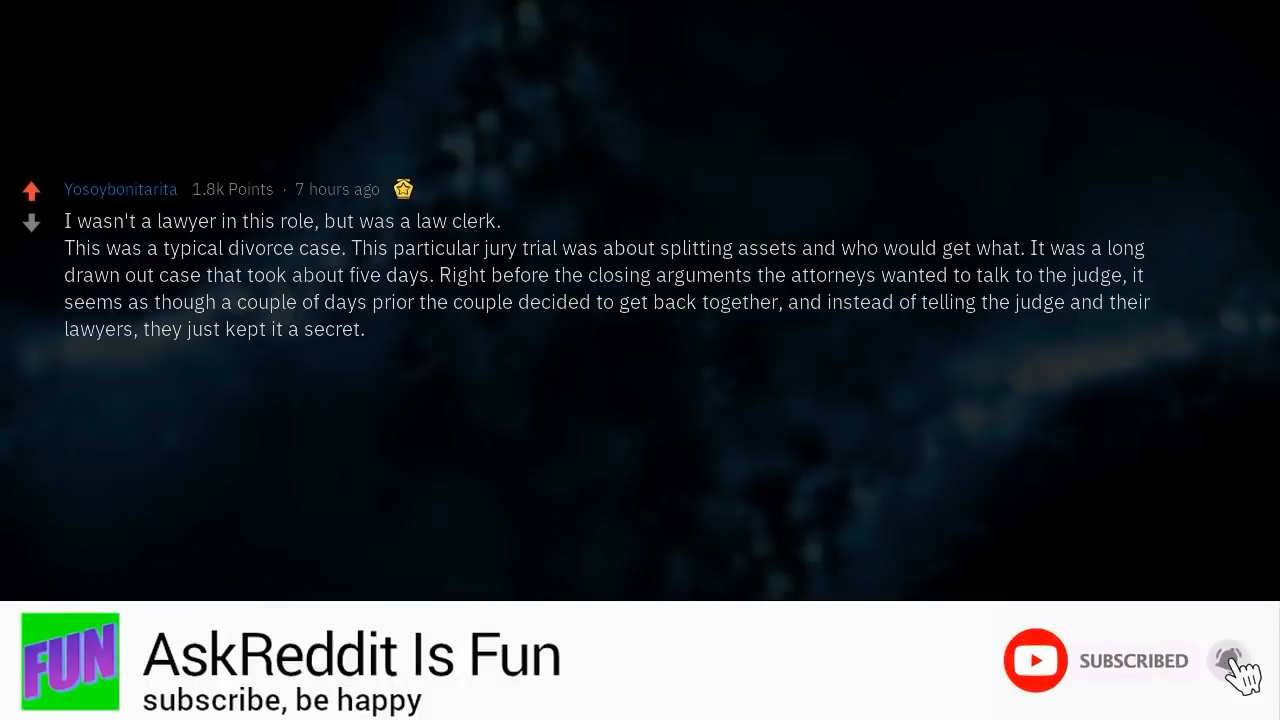 Yosoybonitarita 1.8k Points · 7 hours ago
I wasn't a lawyer in this role, but was a law clerk.
This was a typical divorce case. This particular jury trial was about splitting assets and who would get what. It was a long
drawn out case that took about five days. Right before the closing arguments the attorneys wanted to talk to the judge, it
seems as though a couple of days prior the couple decided to get back together, and instead of telling the judge and their
lawyers, they just kept it a secret.
FUN
AskReddit Is Fun
subscribe, be happy
SUBSCRIBED